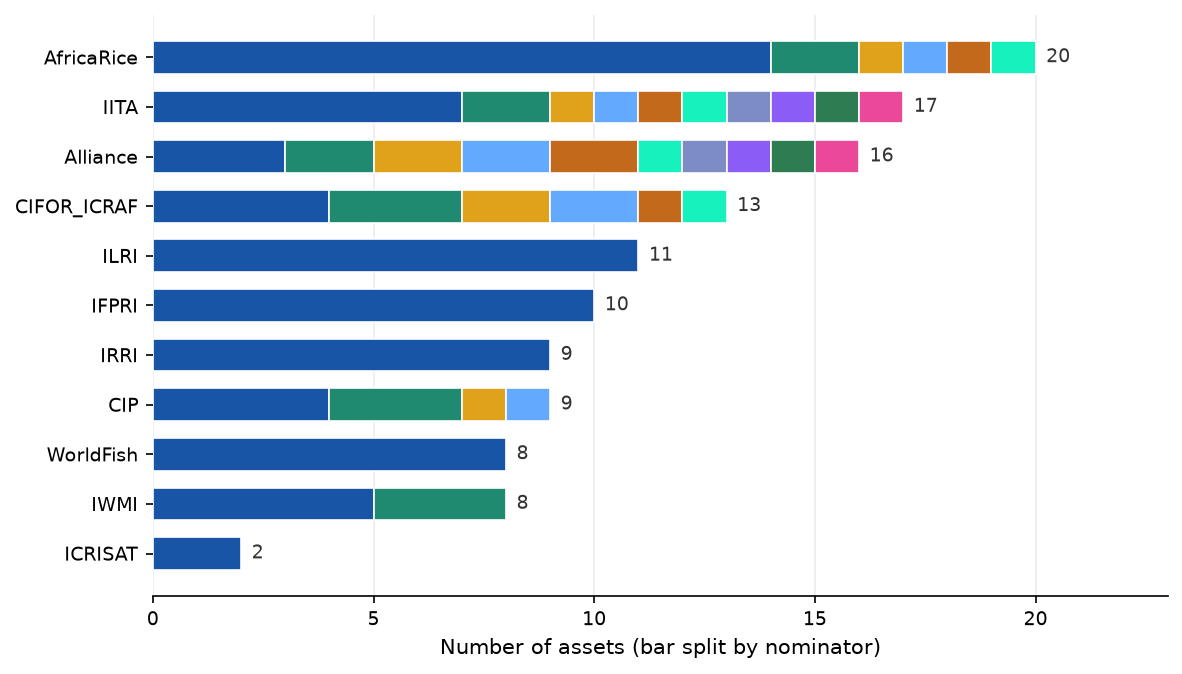 AfricaRice 20
IITA 17
Alliance 16
CIFOR_ICRAF 13
ILRI 11
IFPRI 10
IRRI 9
CIP 9
WorldFish 8
IWMI 8
ICRISAT 2
0 5 10 15 20
Number of assets (bar split by nominator)